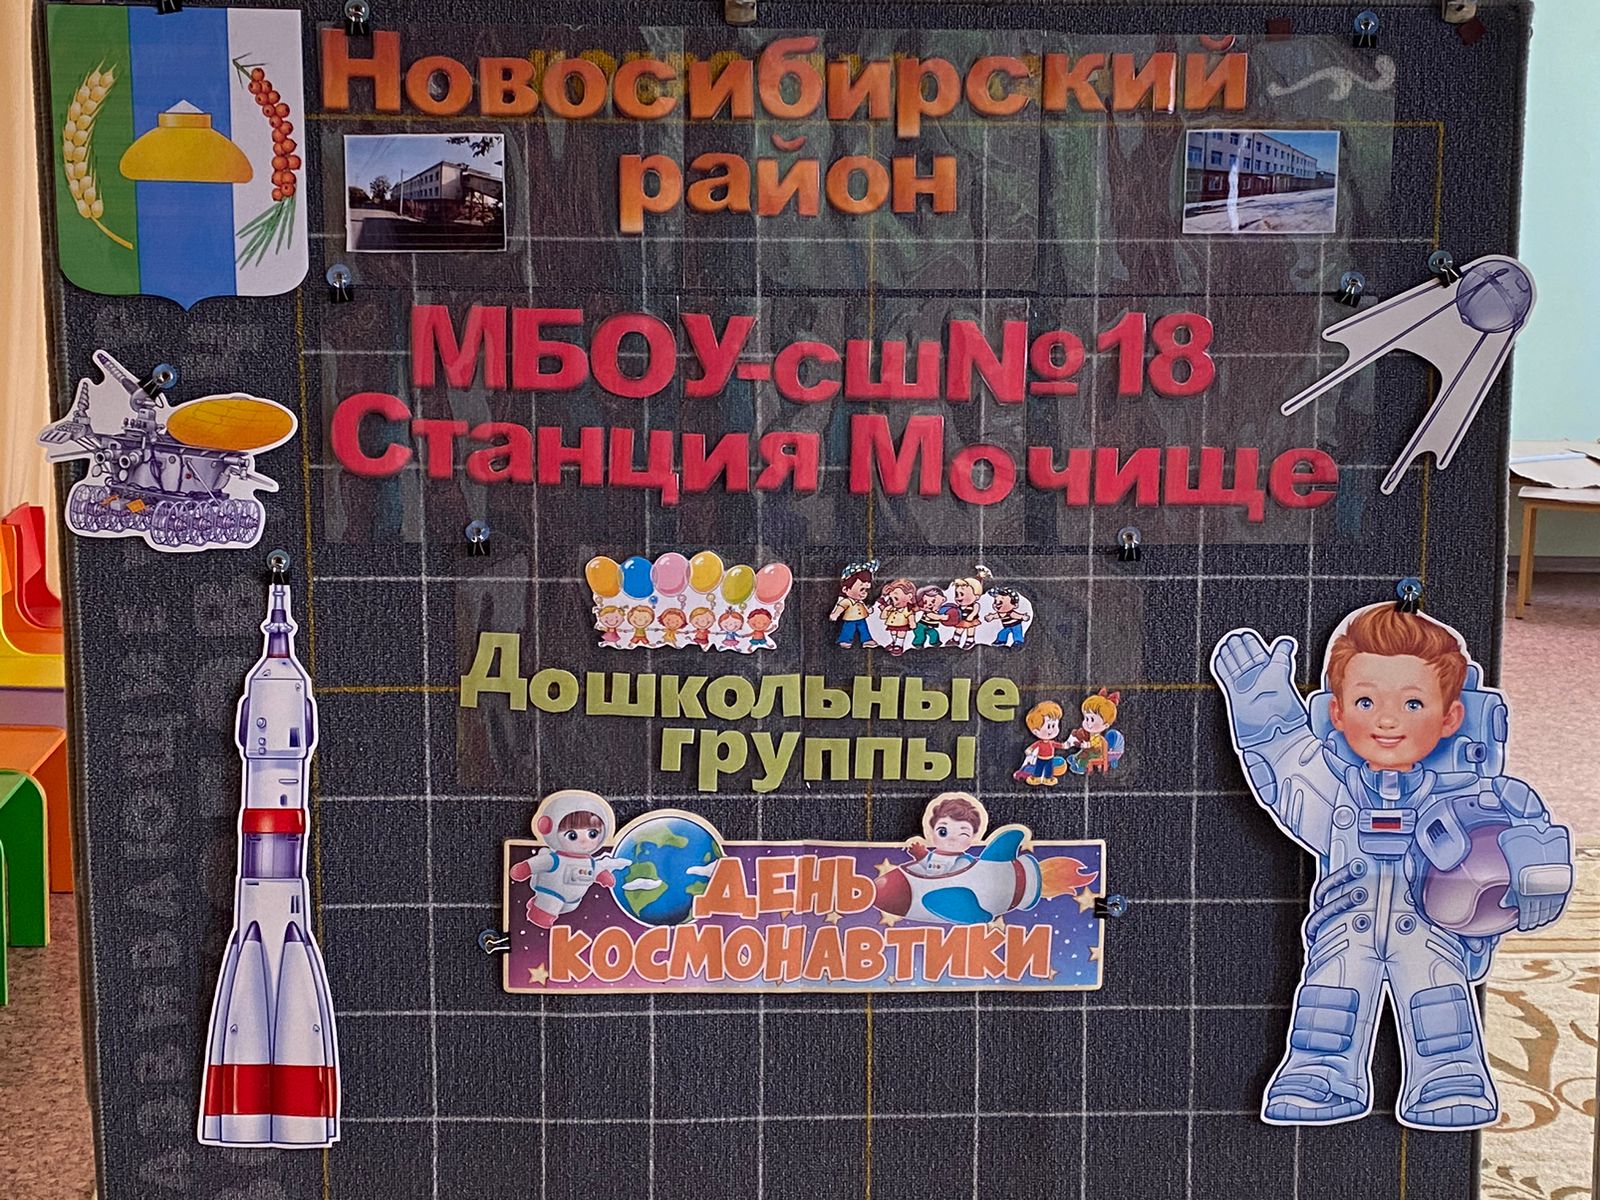 Новосибирский
район
МБОУ-сш№18
Станция Мочище
Дошкольные
группы
ДЕНЬ
КОСМОНАВТИКИ